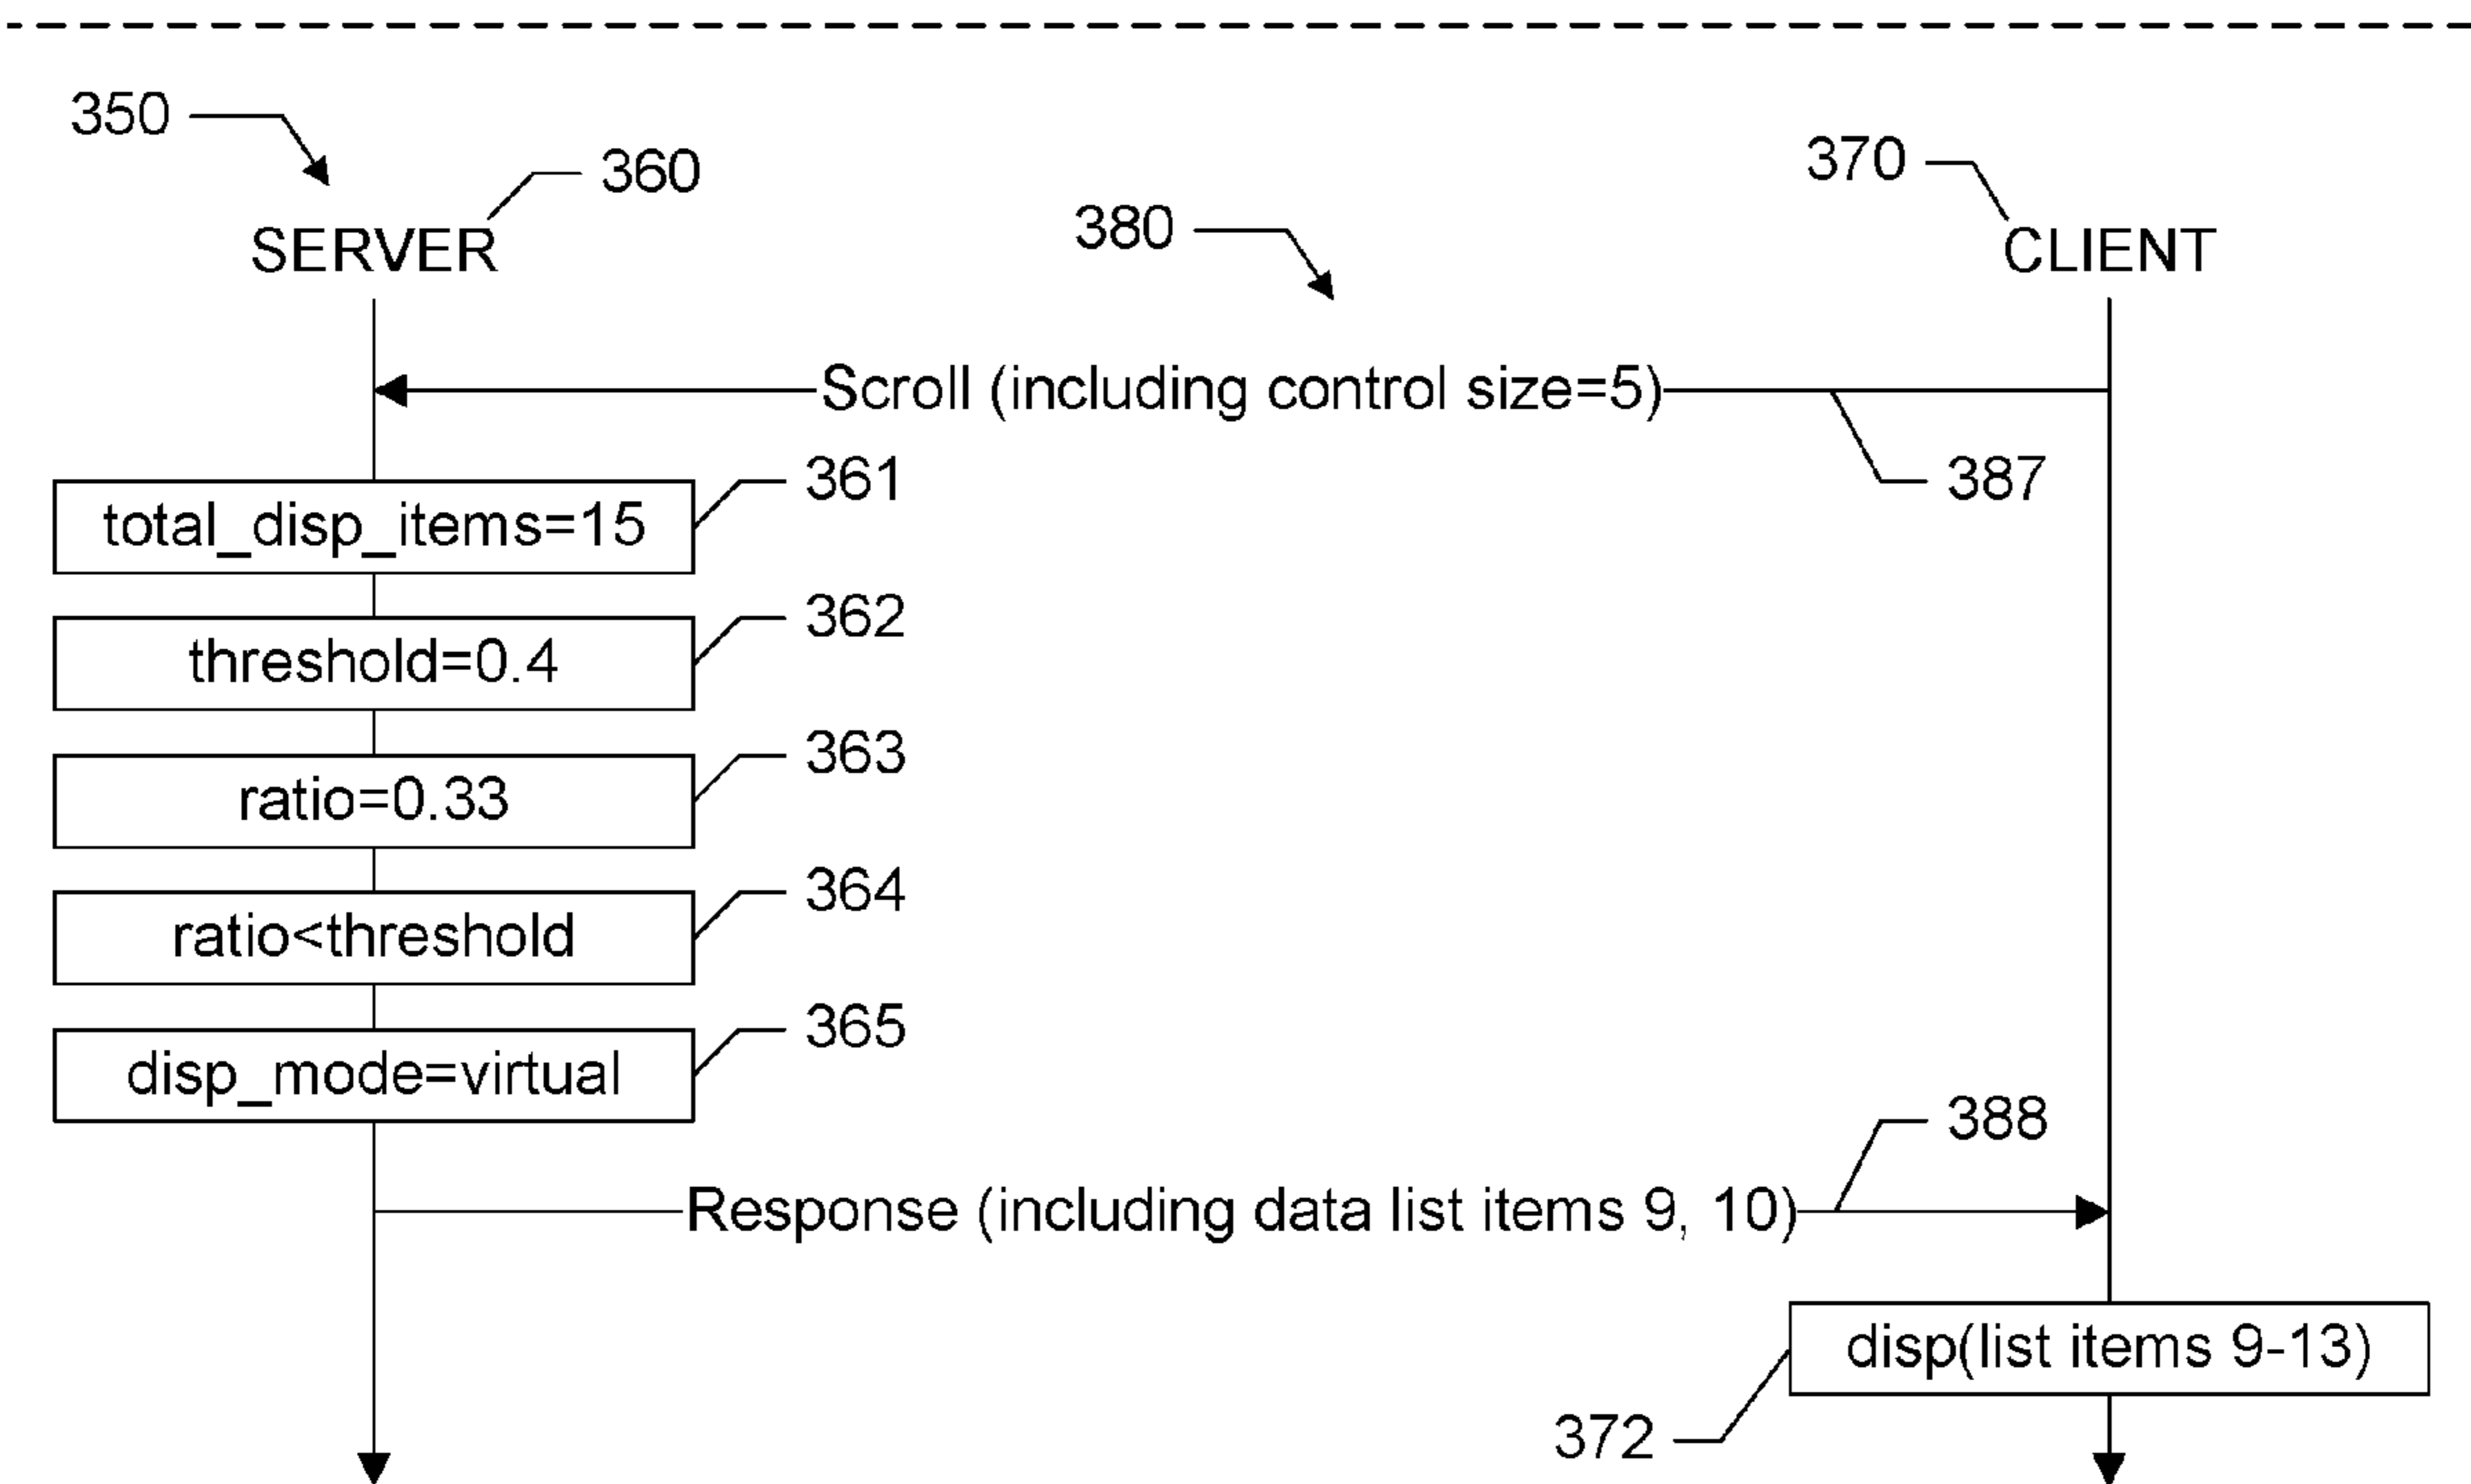 350
360
370
SERVER
380
CLIENT
Scroll (including control size=5)
361
387
total_disp_items=15
362
threshold=0.4
363
ratio=0.33
364
ratio<threshold
365
disp_mode=virtual
388
Response (including data list items 9, 10)
disp(list items 9-13)
372